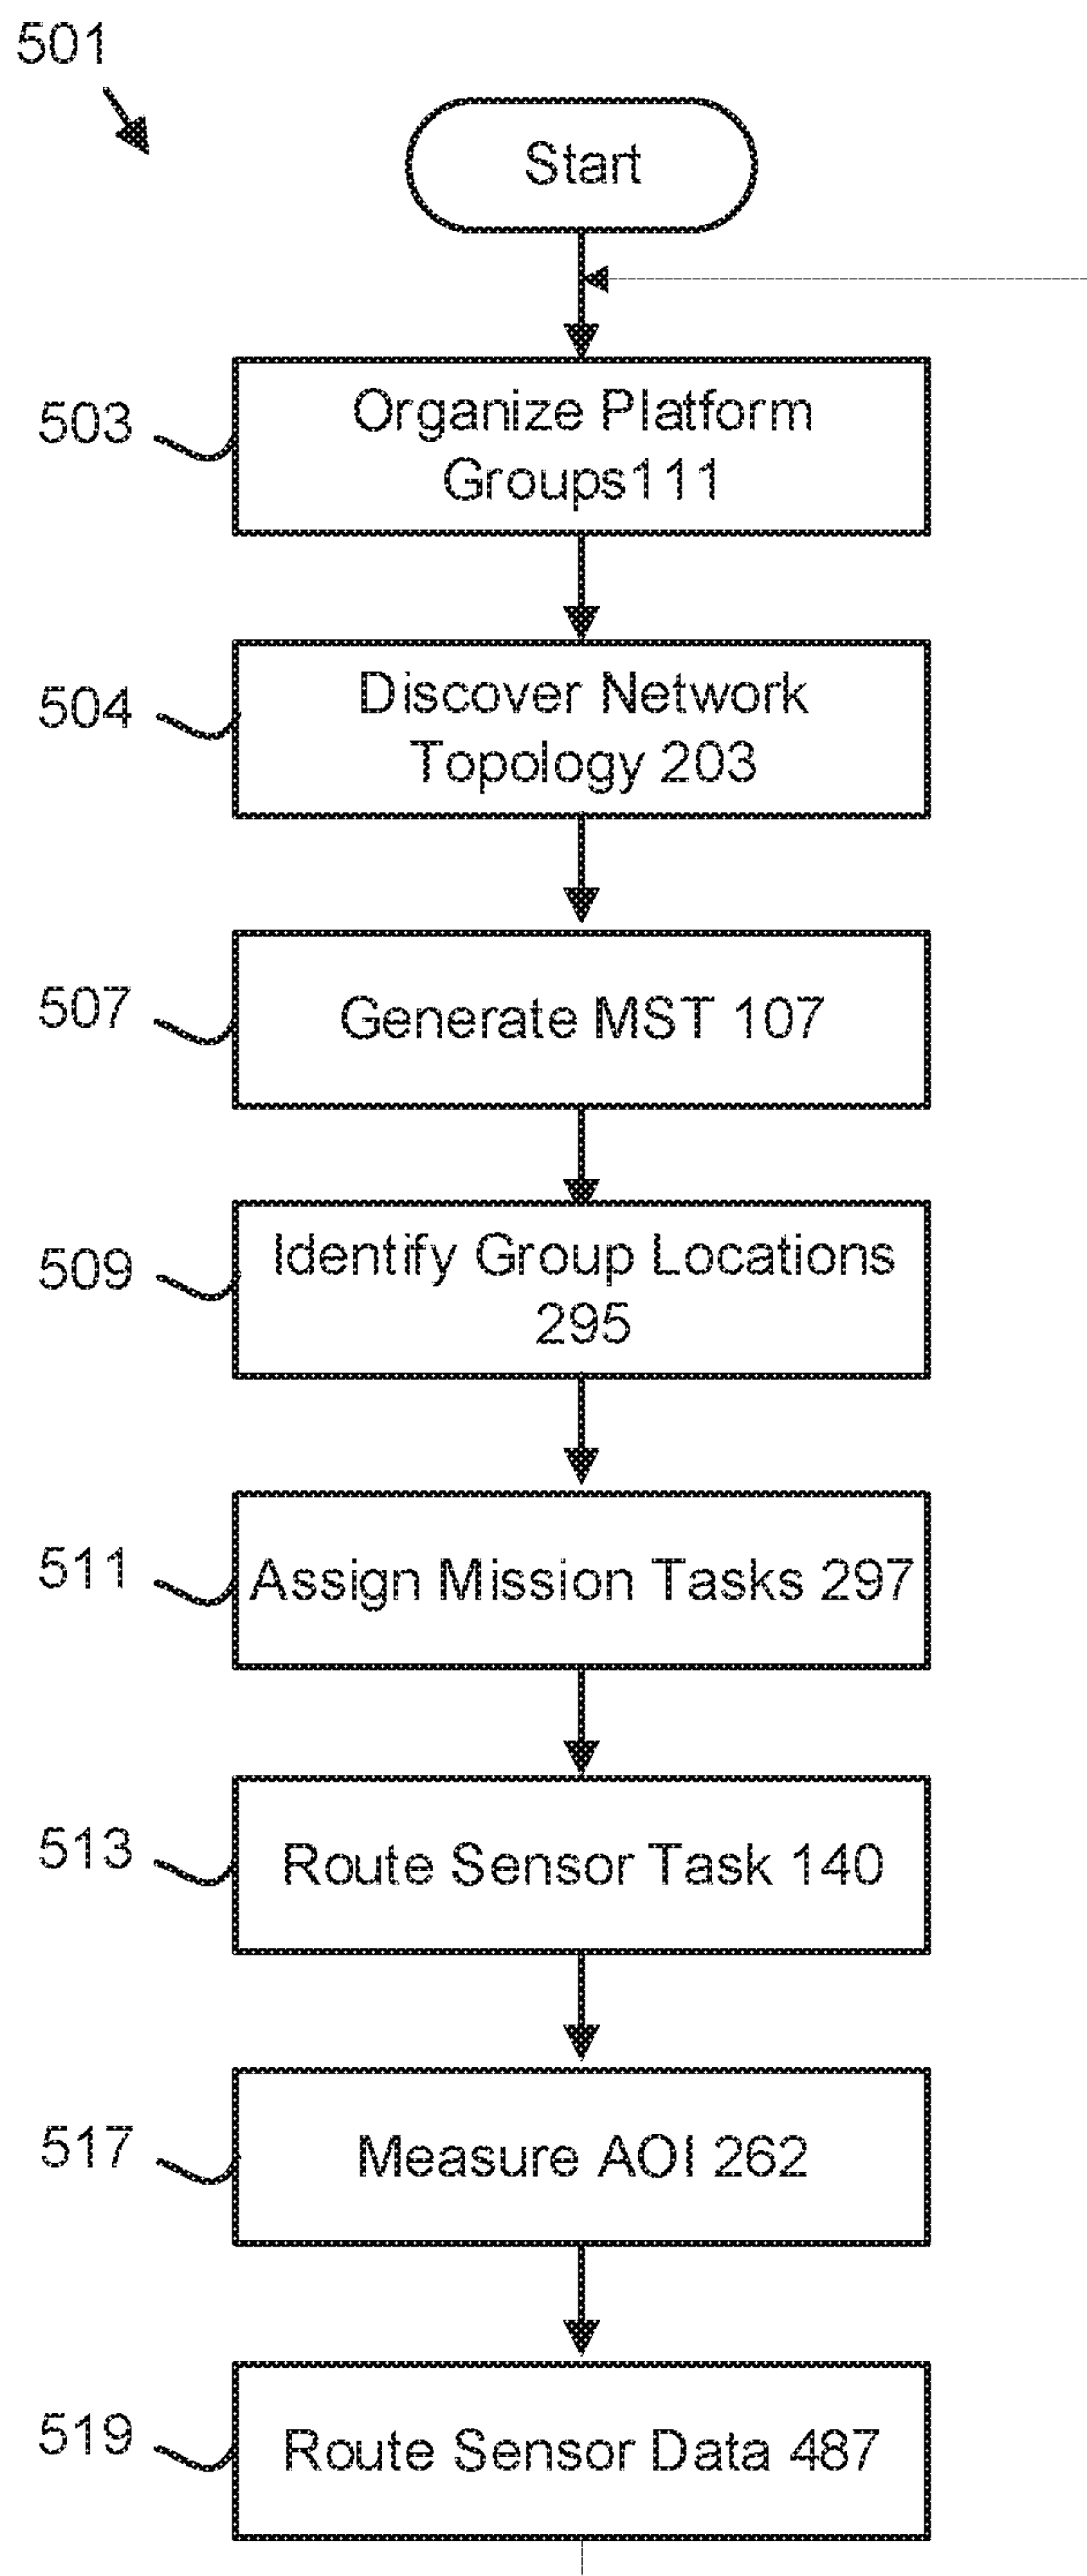 501
Start
503
Organize Platform
Groups111
504
Discover Network
Topology 203
507
Generate MST 107
509
Identify Group Locations
295
511
Assign Mission Tasks 297
513
Route Sensor Task 140
517
Measure AOI 262
519
Route Sensor Data 487